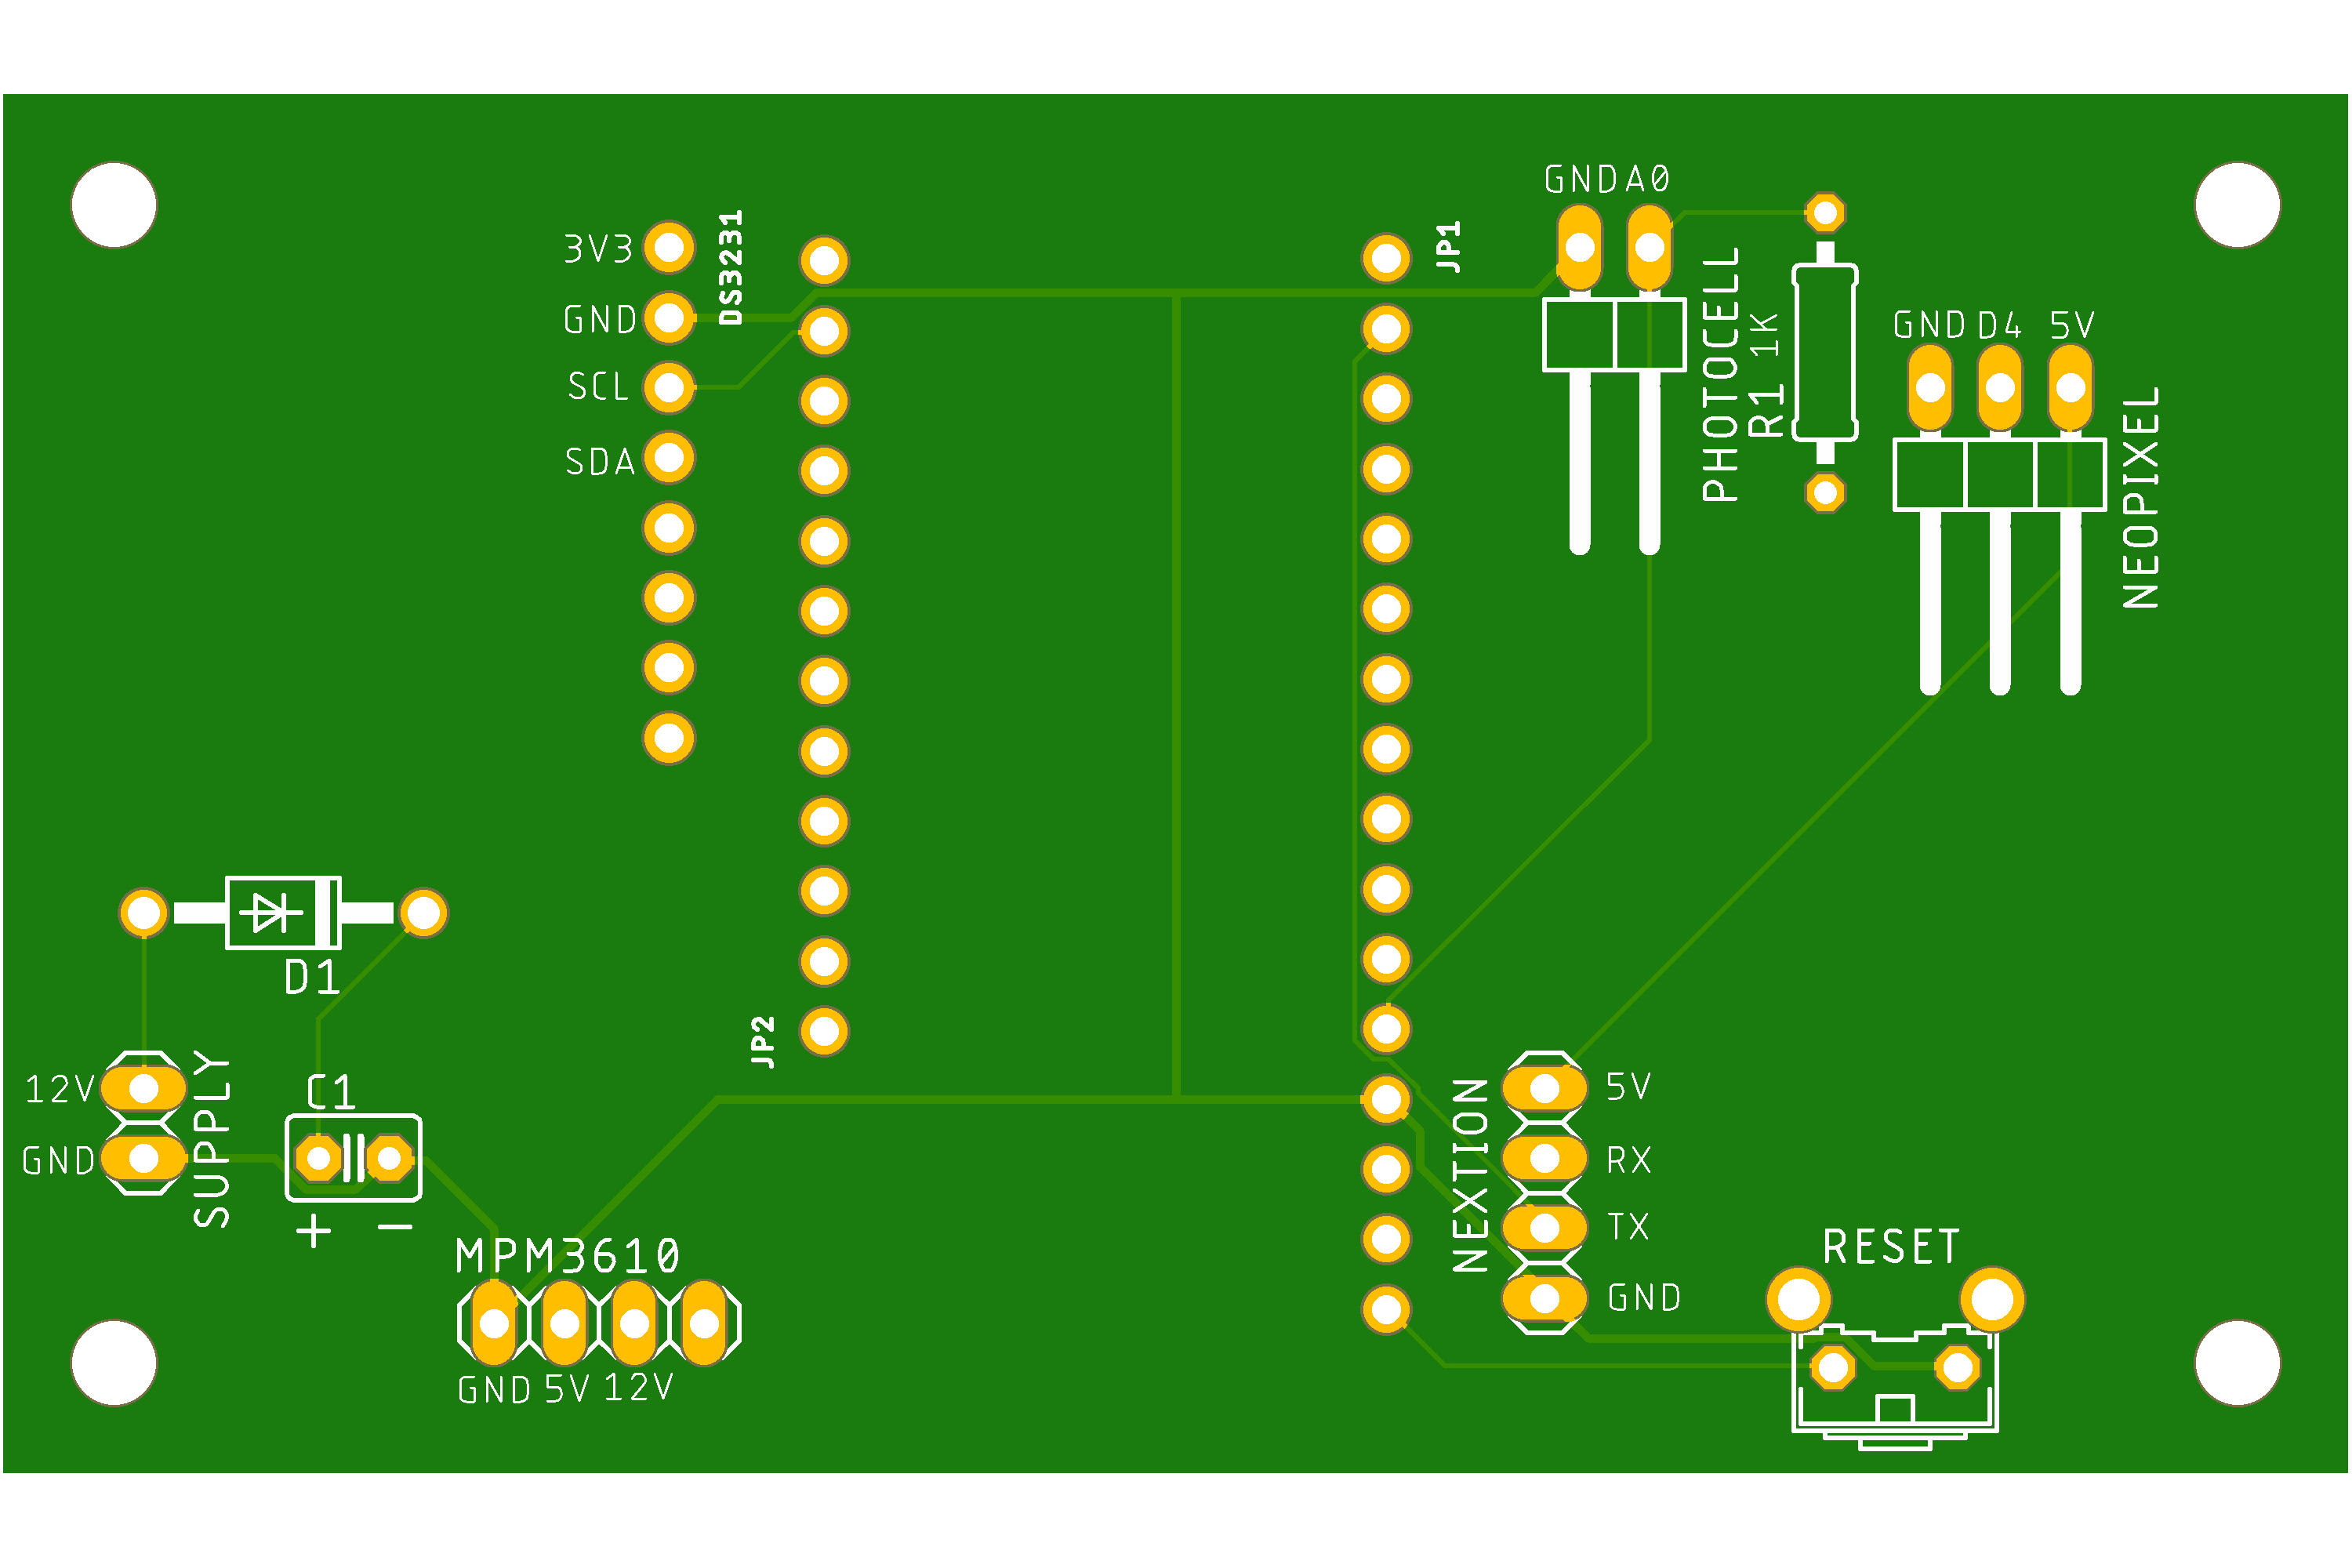 GND A0
JP1
DS3231
3V3
GND
SCL
SDA
PHOTOCELL
R1 1K
GND D4 5V
NEOPIXEL
D1
JP2
12V
GND
SUPPLY
C1
+ −
NEXTION
5V
RX
TX
GND
MPM3610
GND 5V 12V
RESET